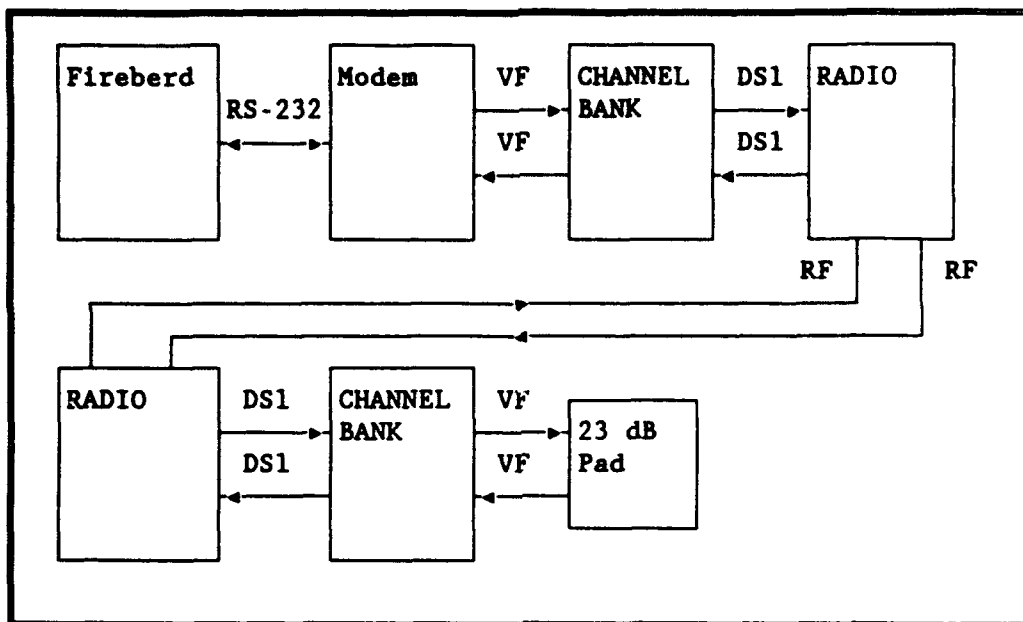 Fireberd
RS-232
Modem
VF
VF
CHANNEL
BANK
DS1
DS1
RADIO
RF
RF
RADIO
DS1
DS1
CHANNEL
BANK
VF
VF
23 dB
Pad